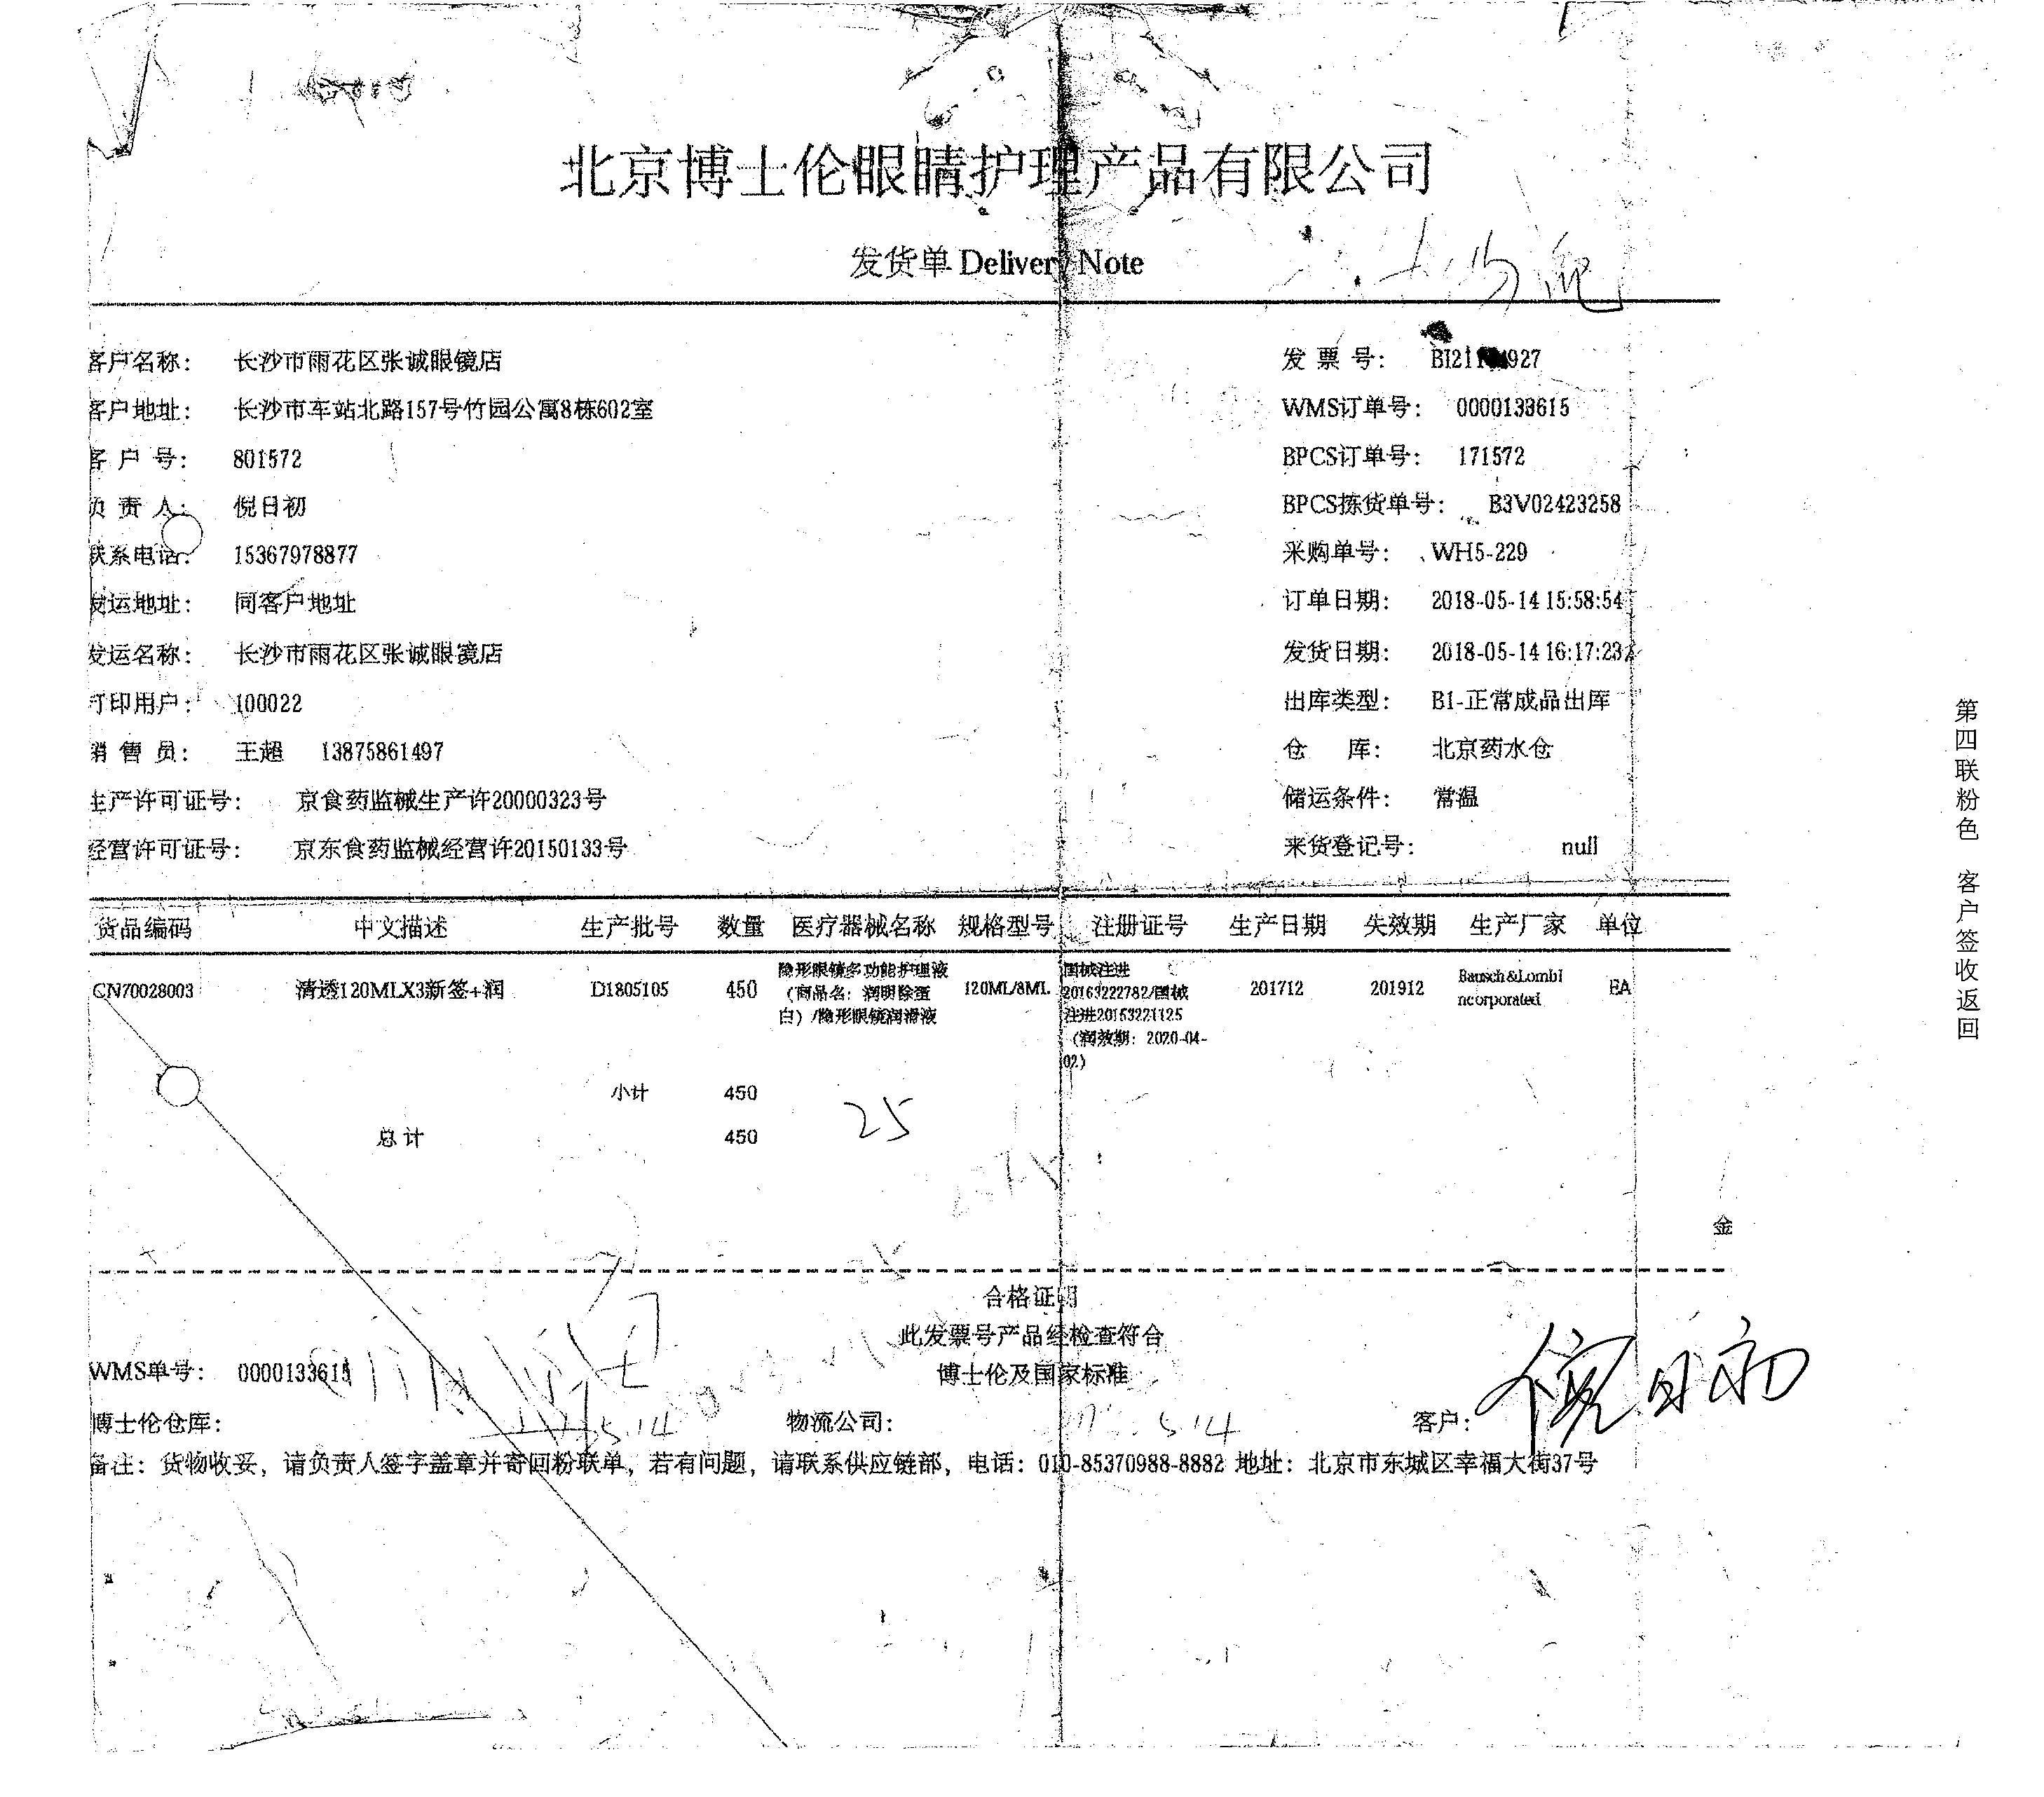 北京博士伦眼睛护理产品有限公司
发货单 Delivery Note
客户名称： 长沙市雨花区张诚眼镜店 发 票 号：
客户地址： 长沙市车站北路157号竹园公寓8栋602室 WMS订单号： 0000133615
客 户 号： 801572 BPCS订单号： 171572
负 责 人： 倪日初 BPCS拣货单号： B3V02423258
联系电话： 15367978877 采购单号： WH5-229
发运地址： 同客户地址 订单日期： 2018-05-14 15:58:54
发运名称： 长沙市雨花区张诚眼镜店 发货日期： 2018-05-14 16:17:23
打印用户： 100022 出库类型： B1-正常成品出库
销 售 员： 王超 13875861497 仓 库： 北京药水仓
生产许可证号： 京食药监械生产许20000323号 储运条件： 常温
经营许可证号： 京东食药监械经营许20150133号 来货登记号： null
货品编码 中文描述 生产批号 数量 医疗器械名称 规格型号 注册证号 生产日期 失效期 生产厂家 单位
CN70028003 清透120MLX3新签+润 D1805105 450 隐形眼镜多功能护理液（商品名：润明除蛋白）/隐形眼镜润滑液 120ML/8ML 国械注进20163222782/国械注进20163221125（润效期：2020-04-02） 201712 201912 Bausch&Lomb Incorporated EA
小计 450
25
总计 450
金
合格证明
此发票号产品经检查符合
博士伦及国家标准
WMS单号： 0000133615
博士伦仓库： 5.14 物流公司： 5.14 客户： 倪日初
备注：货物收妥，请负责人签字盖章并寄回粉联单，若有问题，请联系供应链部，电话：010-85370988-8882 地址：北京市东城区幸福大街37号
第四联粉色 客户签收返回